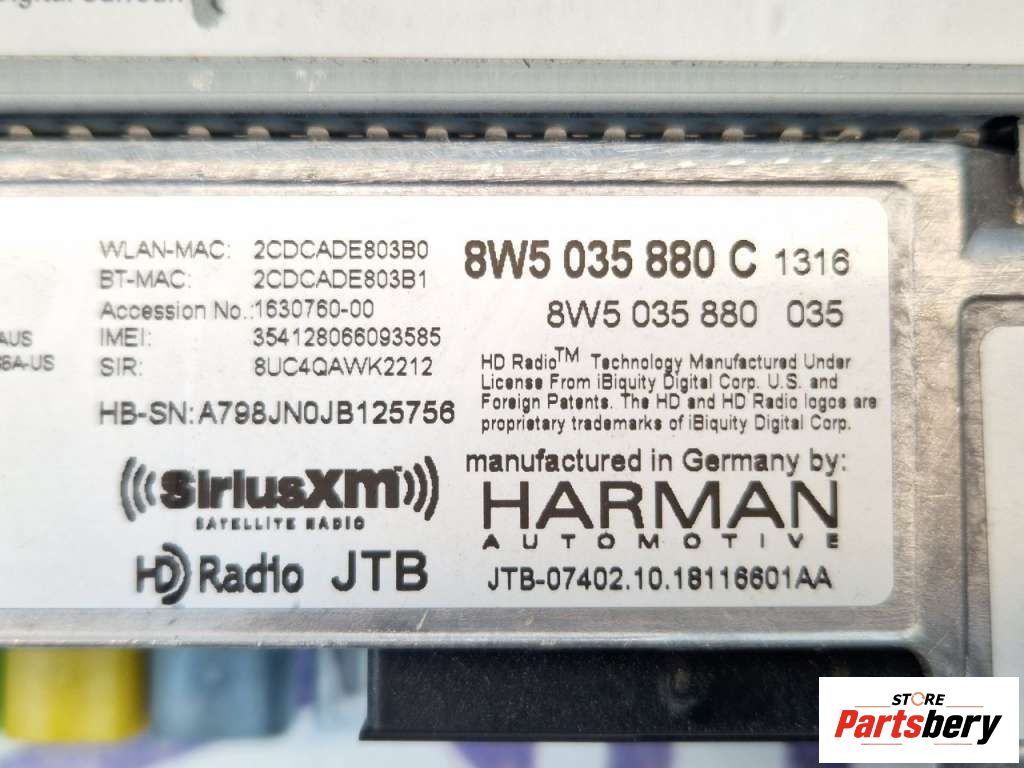 WLAN-MAC: 2CDCADE803B0
BT-MAC: 2CDCADE803B1
Accession No.:1630760-00
AUS
IMEI: 354128066093585
6A-US
SIR: 8UC4QAWK2212
HB-SN: A798JN0JB125756
SiriusXM
SATELLITE RADIO
HD Radio JTB
8W5 035 880 C 1316
8W5 035 880 035
HD Radio™ Technology Manufactured Under
License From iBiquity Digital Corp. U.S. and
Foreign Patents. The HD and HD Radio logos are
proprietary trademarks of iBiquity Digital Corp.
manufactured in Germany by:
HARMAN
AUTOMOTIVE
JTB-07402.10.18116601AA
STORE
Partsbery